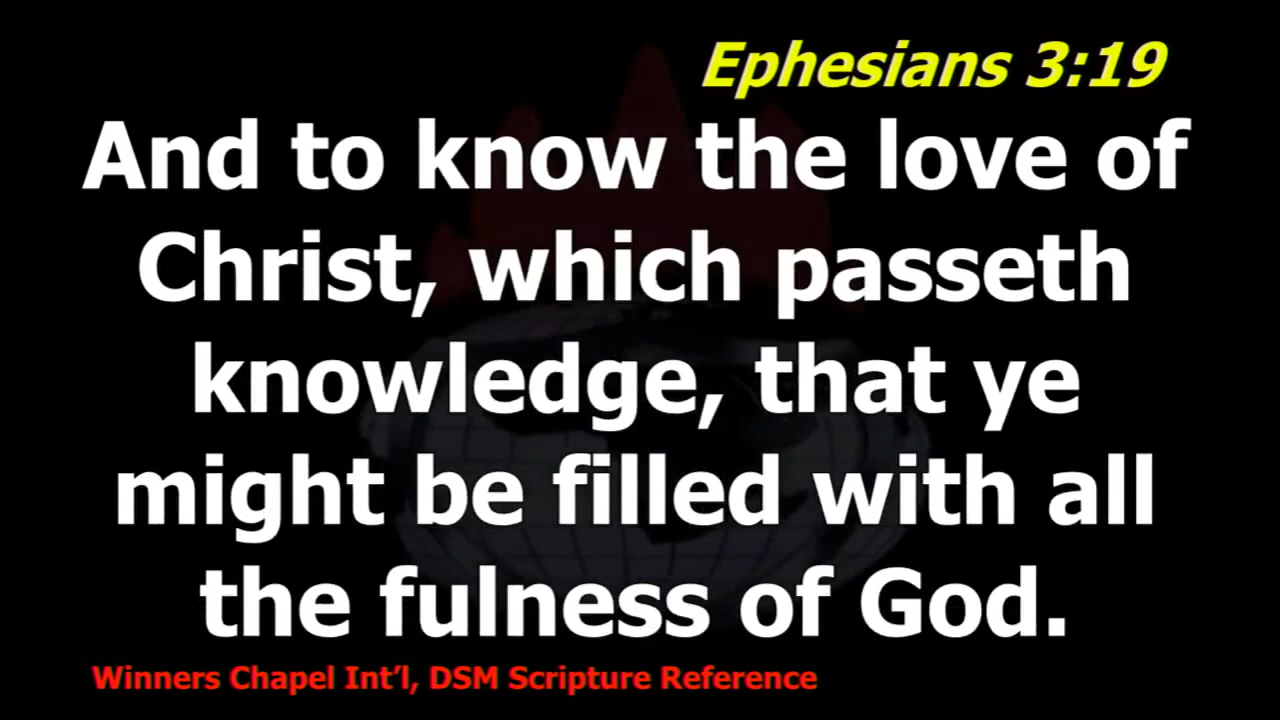 Ephesians 3:19
And to know the love of
Christ, which passeth
knowledge, that ye
might be filled with all
the fulness of God.
Winners Chapel Int’l, DSM Scripture Reference